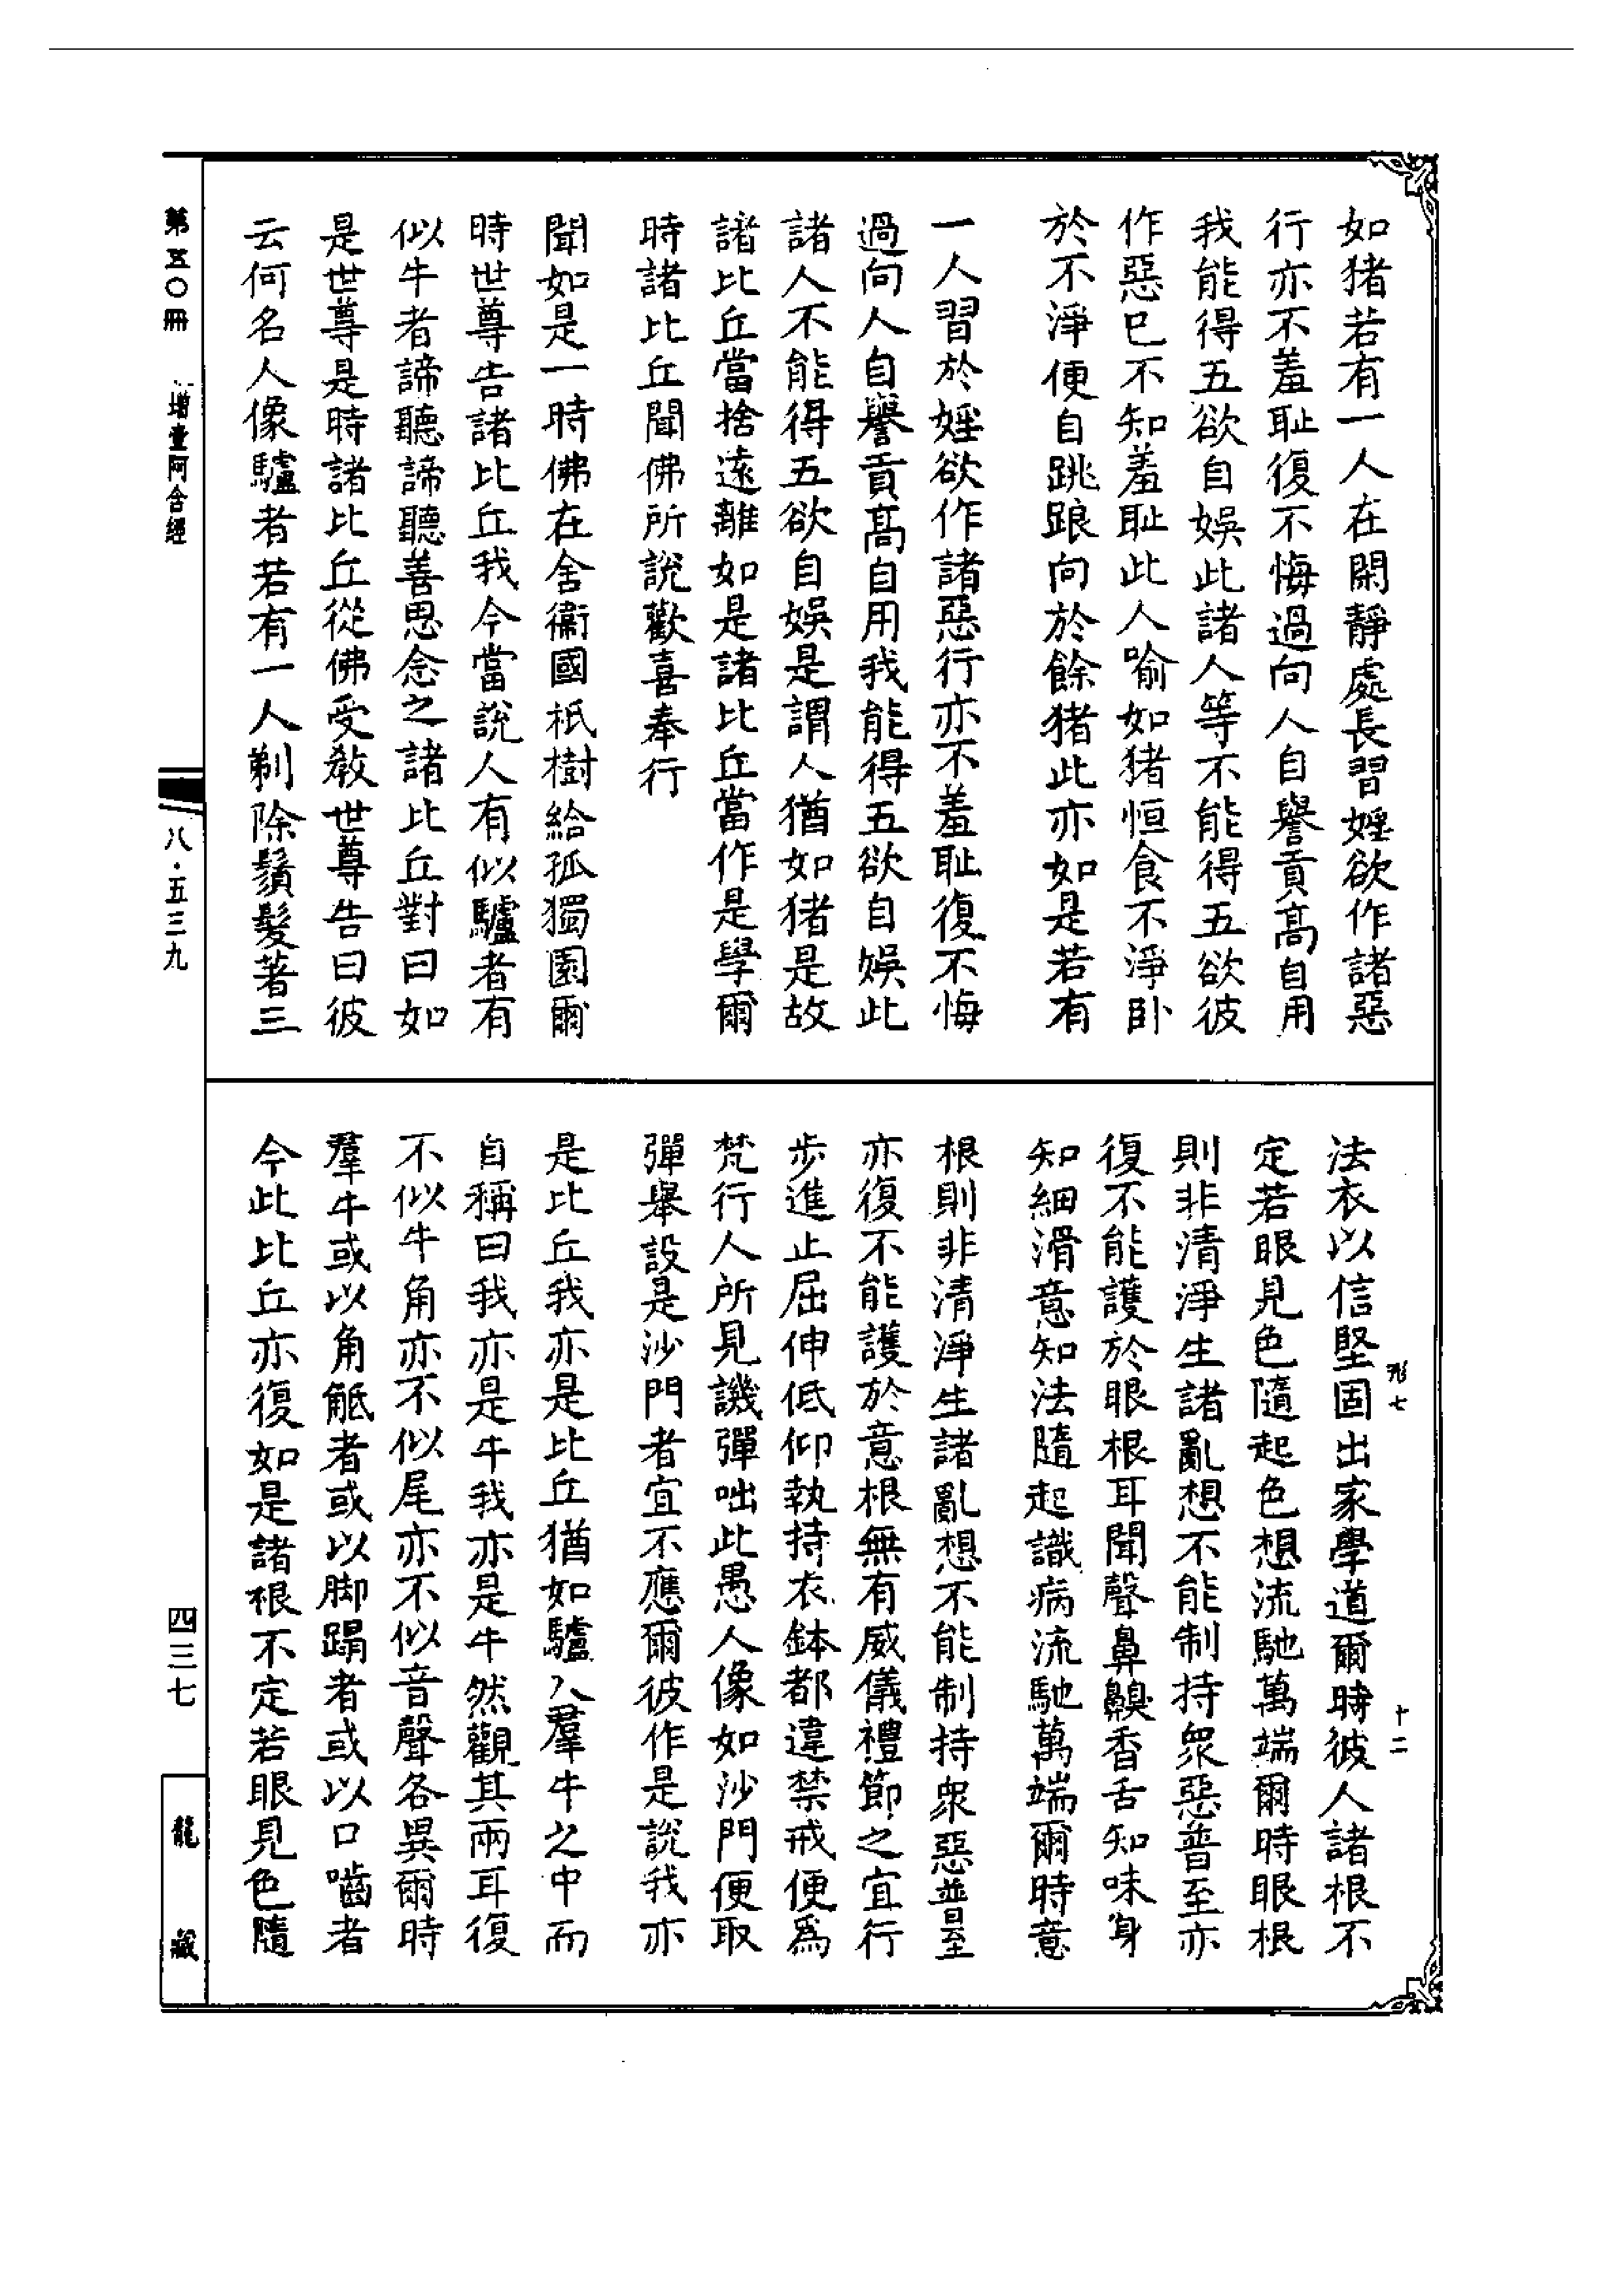 如猪若有一人在閑靜處長習婬欲作諸惡
行亦不羞耻復不悔過向人自譽貢高自用
我能得五欲自娛此諸人等不能得五欲彼
作惡已不知羞耻此人喻如猪恒食不淨卧
於不淨便自跳踉向於餘猪此亦如是若有
一人習於婬欲作諸惡行亦不羞耻復不悔
過向人自譽貢高自用我能得五欲自娛此
諸人不能得五欲自娛是謂人猶如猪是故
諸比丘當捨遠離如是諸比丘當作是學爾
時諸比丘聞佛所說歡喜奉行
聞如是一時佛在舍衞國祇樹給孤獨園爾
時世尊告諸比丘我今當說人有似驢者有
似牛者諦聽諦聽善思念之諸比丘對曰如
是世尊是時諸比丘從佛受教世尊告曰彼
云何名人像驢者若有一人剃除鬚髮著三
法衣以信堅固出家學道爾時彼人諸根不
定若眼見色隨起色想流馳萬端爾時眼根
則非清淨生諸亂想不能制持衆惡普至亦
復不能護於眼根耳聞聲鼻齅香舌知味身
知細滑意知法隨起識病流馳萬端爾時意
根則非清淨生諸亂想不能制持衆惡普至
亦復不能護於意根無有威儀禮節之宜行
步進止屈伸低仰執持衣鉢都違禁戒便爲
梵行人所見譏彈咄此愚人像如沙門便取
彈舉設是沙門者宜不應爾彼作是說我亦
是比丘我亦是比丘猶如驢入羣牛之中而
自稱曰我亦是牛我亦是牛然觀其兩耳復
不似牛角亦不似尾亦不似音聲各異爾時
羣牛或以角觝者或以脚蹋者或以口嚙者
今此比丘亦復如是諸根不定若眼見色隨
形七
十二
第五〇冊
增壹阿含經
八·五三九
四三七
龍藏